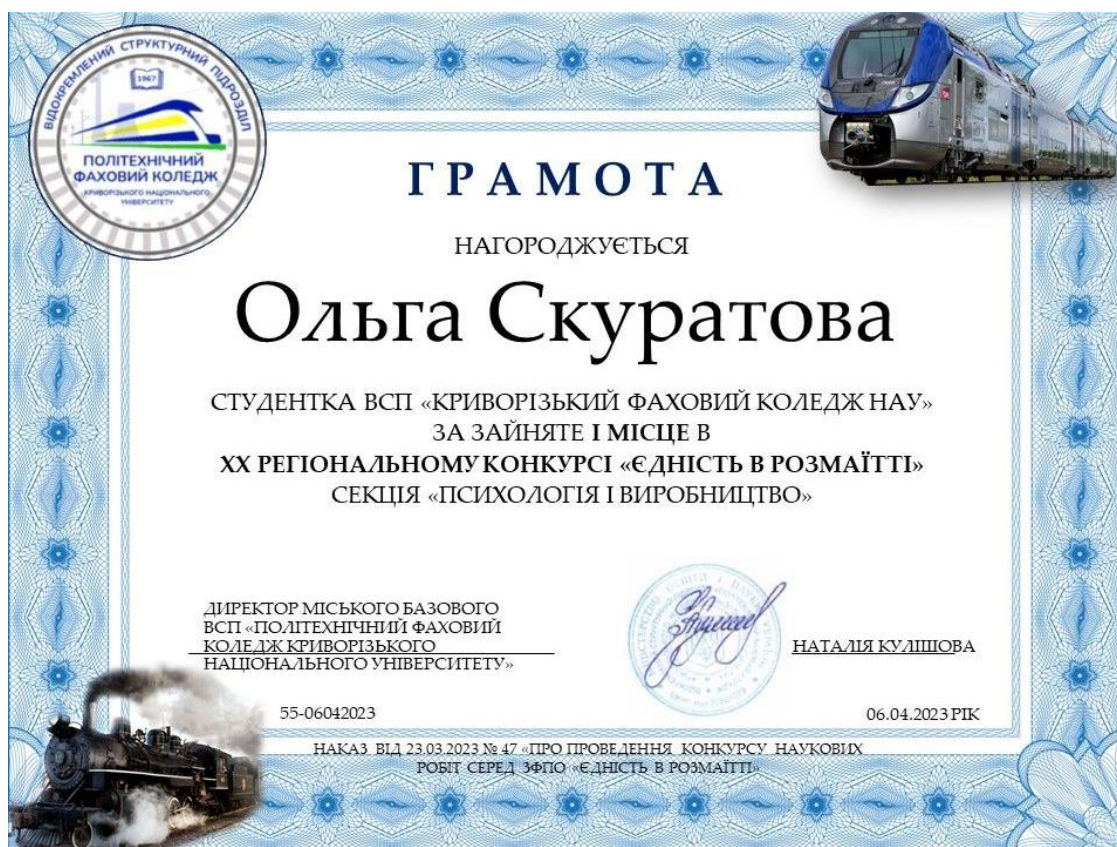 ВІДОКРЕМЛЕНИЙ СТРУКТУРНИЙ ПІДРОЗДІЛ
1967
ПОЛІТЕХНІЧНИЙ
ФАХОВИЙ КОЛЕДЖ
КРИВОРІЗЬКОГО НАЦІОНАЛЬНОГО
УНІВЕРСИТЕТУ
ГРАМОТА
НАГОРОДЖУЄТЬСЯ
Ольга Скуратова
СТУДЕНТКА ВСП «КРИВОРІЗЬКИЙ ФАХОВИЙ КОЛЕДЖ НАУ»
ЗА ЗАЙНЯТЕ І МІСЦЕ В
ХХ РЕГІОНАЛЬНОМУ КОНКУРСІ «ЄДНІСТЬ В РОЗМАЇТТІ»
СЕКЦІЯ «ПСИХОЛОГІЯ І ВИРОБНИЦТВО»
ДИРЕКТОР МІСЬКОГО БАЗОВОГО
ВСП «ПОЛІТЕХНІЧНИЙ ФАХОВИЙ
КОЛЕДЖ КРИВОРІЗЬКОГО
НАЦІОНАЛЬНОГО УНІВЕРСИТЕТУ»
НАТАЛІЯ КУЛІШОВА
55-06042023
06.04.2023 РІК
НАКАЗ ВІД 23.03.2023 № 47 «ПРО ПРОВЕДЕННЯ КОНКУРСУ НАУКОВИХ
РОБІТ СЕРЕД ЗФПО «ЄДНІСТЬ В РОЗМАЇТТІ»